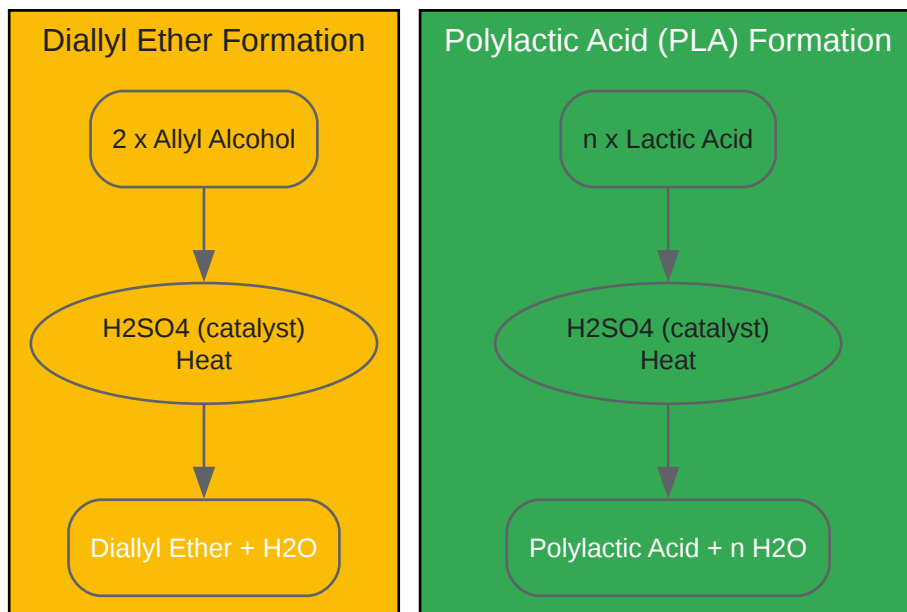 Diallyl Ether Formation
2 x Allyl Alcohol
H2SO4 (catalyst)
Heat
Diallyl Ether + H2O
Polylactic Acid (PLA) Formation
n x Lactic Acid
H2SO4 (catalyst)
Heat
Polylactic Acid + n H2O